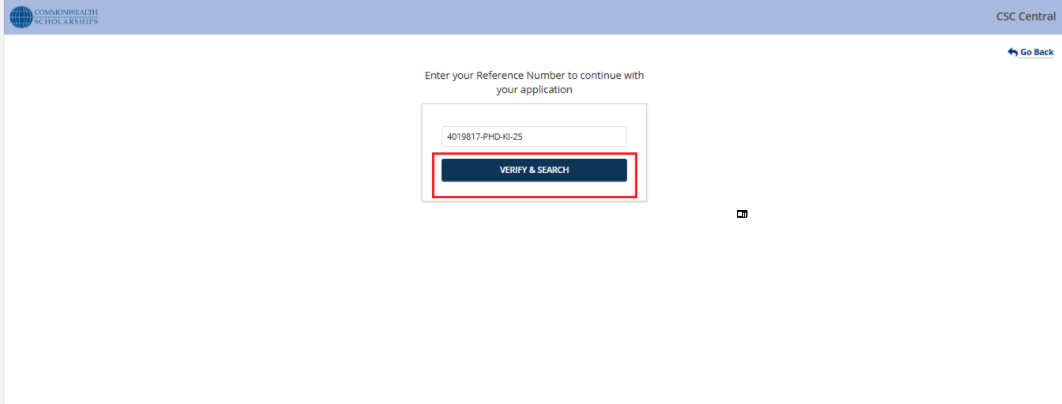 COMMONWEALTH
SCHOLARSHIPS
CSC Central
Go Back
Enter your Reference Number to continue with
your application
4019817-PHD-KI-25
VERIFY & SEARCH